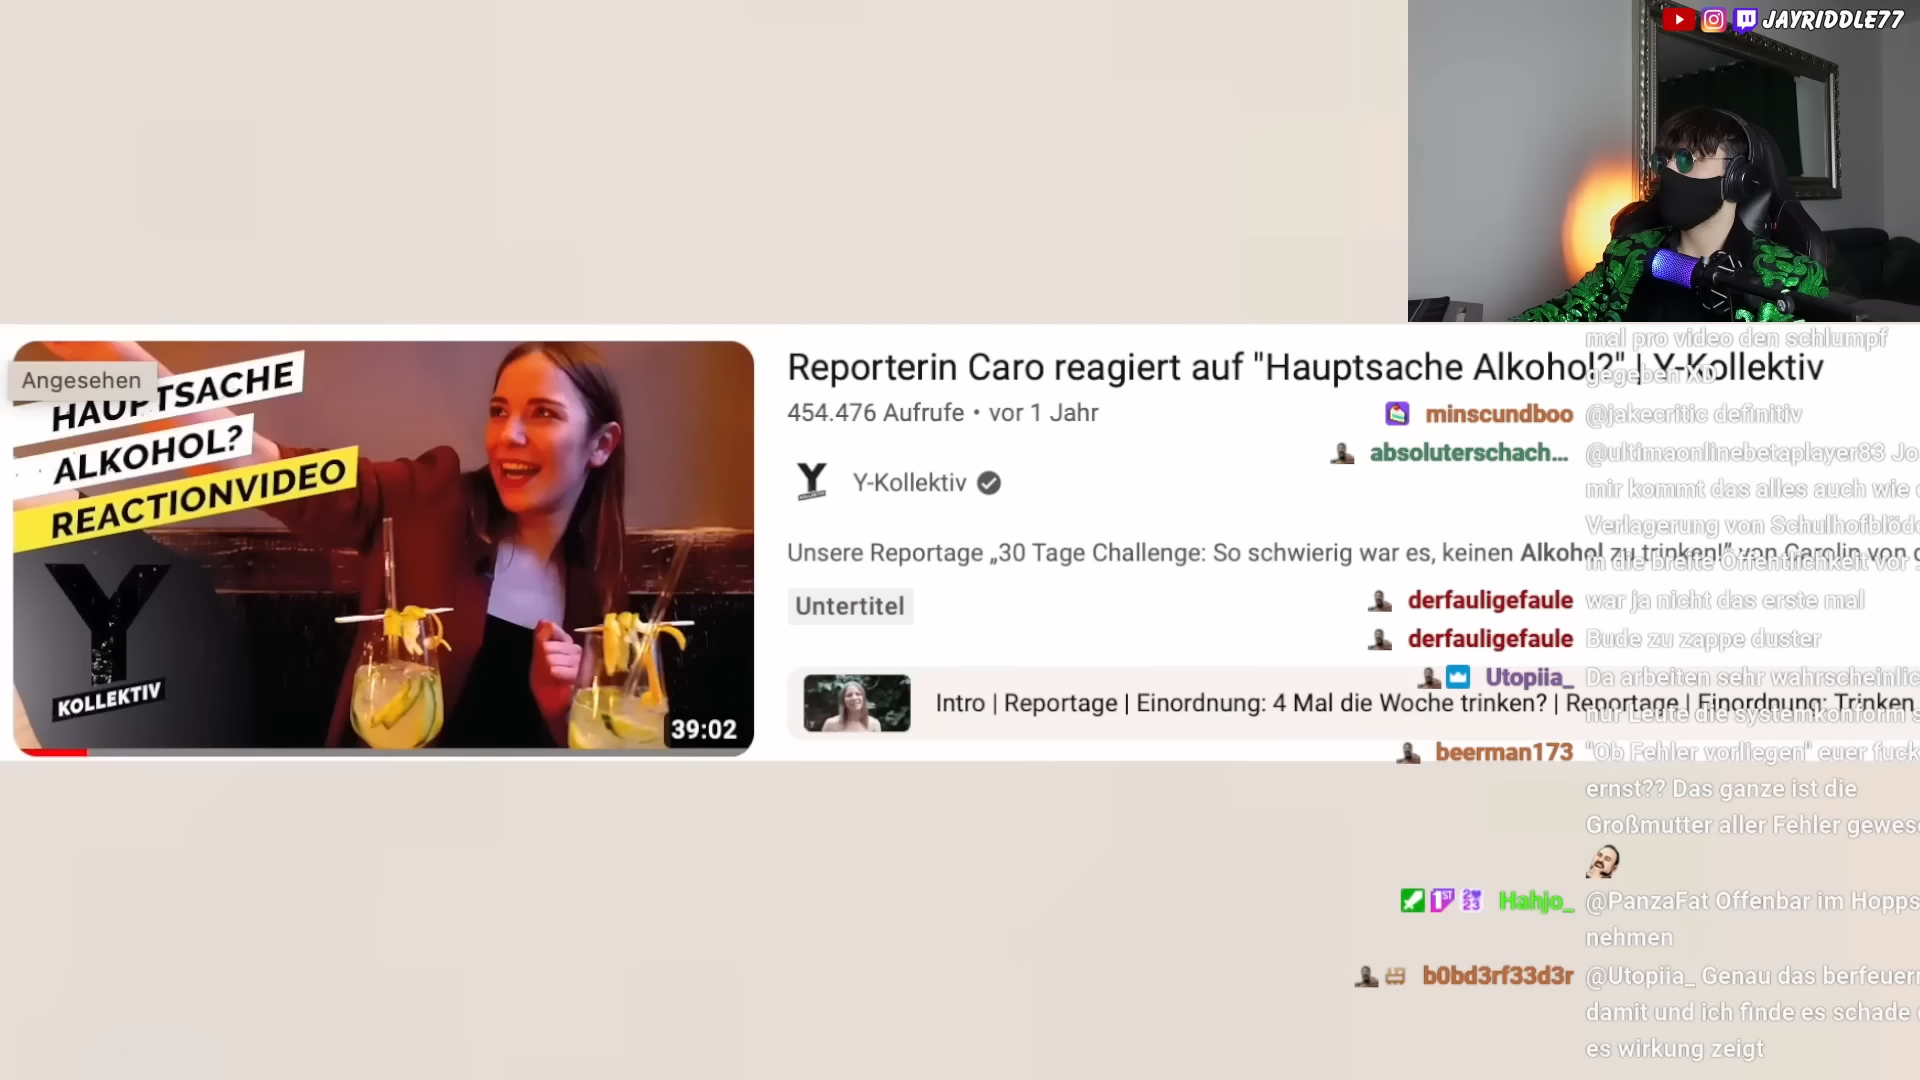 JAYRIDDLE77
Angesehen
HAUPTSACHE
ALKOHOL?
REACTIONVIDEO
Y
KOLLEKTIV
39:02
Reporterin Caro reagiert auf "Hauptsache Alkohol?" | Y-Kollektiv
454.476 Aufrufe • vor 1 Jahr
Y-Kollektiv
Unsere Reportage „30 Tage Challenge: So schwierig war es, keinen Alkohol zu trinken!" von Carolin von
Untertitel
Intro | Reportage | Einordnung: 4 Mal die Woche trinken? | Reportage | Einordnung: Trinken
mal pro video den schlumpf
gegeben XD
minscundboo @jakecritic definitiv
absoluterschach... @ultimaonlinebetaplayer83 Jo
mir kommt das alles auch wie
Verlagerung von
in die breite Öffentlichkeit vor
derfauligefaule war ja nicht das erste mal
derfauligefaule Bude zu zappe duster
Utopiia_ Da arbeiten sehr
nur Leute die systemkonform
beerman173 "Ob Fehler vorliegen" euer
ernst?? Das ganze ist die
Großmutter aller Fehler
Hahjo_ @PanzaFat Offenbar im
nehmen
b0bd3rf33d3r @Utopiia_ Genau das
damit und ich finde es schade
es wirkung zeigt